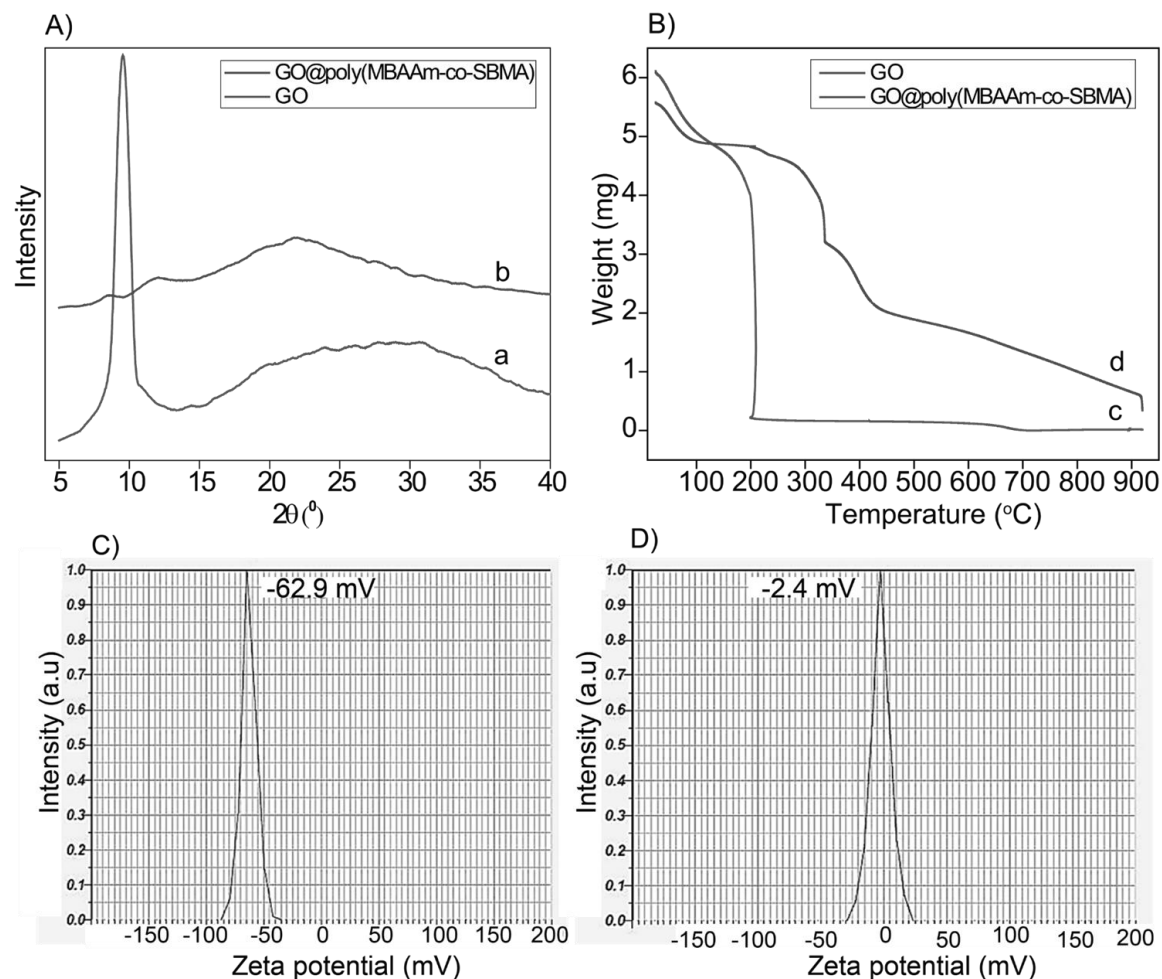 A)
GO@poly(MBAAm-co-SBMA)
GO
b
a
Intensity
5 10 15 20 25 30 35 40
2θ(⁰)
B)
GO
GO@poly(MBAAm-co-SBMA)
6
5
4
3
2
1
0
d
c
Weight (mg)
100 200 300 400 500 600 700 800 900
Temperature (°C)
C)
-62.9 mV
1.0
0.9
0.8
0.7
0.6
0.5
0.4
0.3
0.2
0.1
0.0
Intensity (a.u)
-150 -100 -50 0 50 100 150 200
Zeta potential (mV)
D)
-2.4 mV
1.0
0.9
0.8
0.7
0.6
0.5
0.4
0.3
0.2
0.1
0.0
Intensity (a.u)
-150 -100 -50 0 50 100 150 200
Zeta potential (mV)